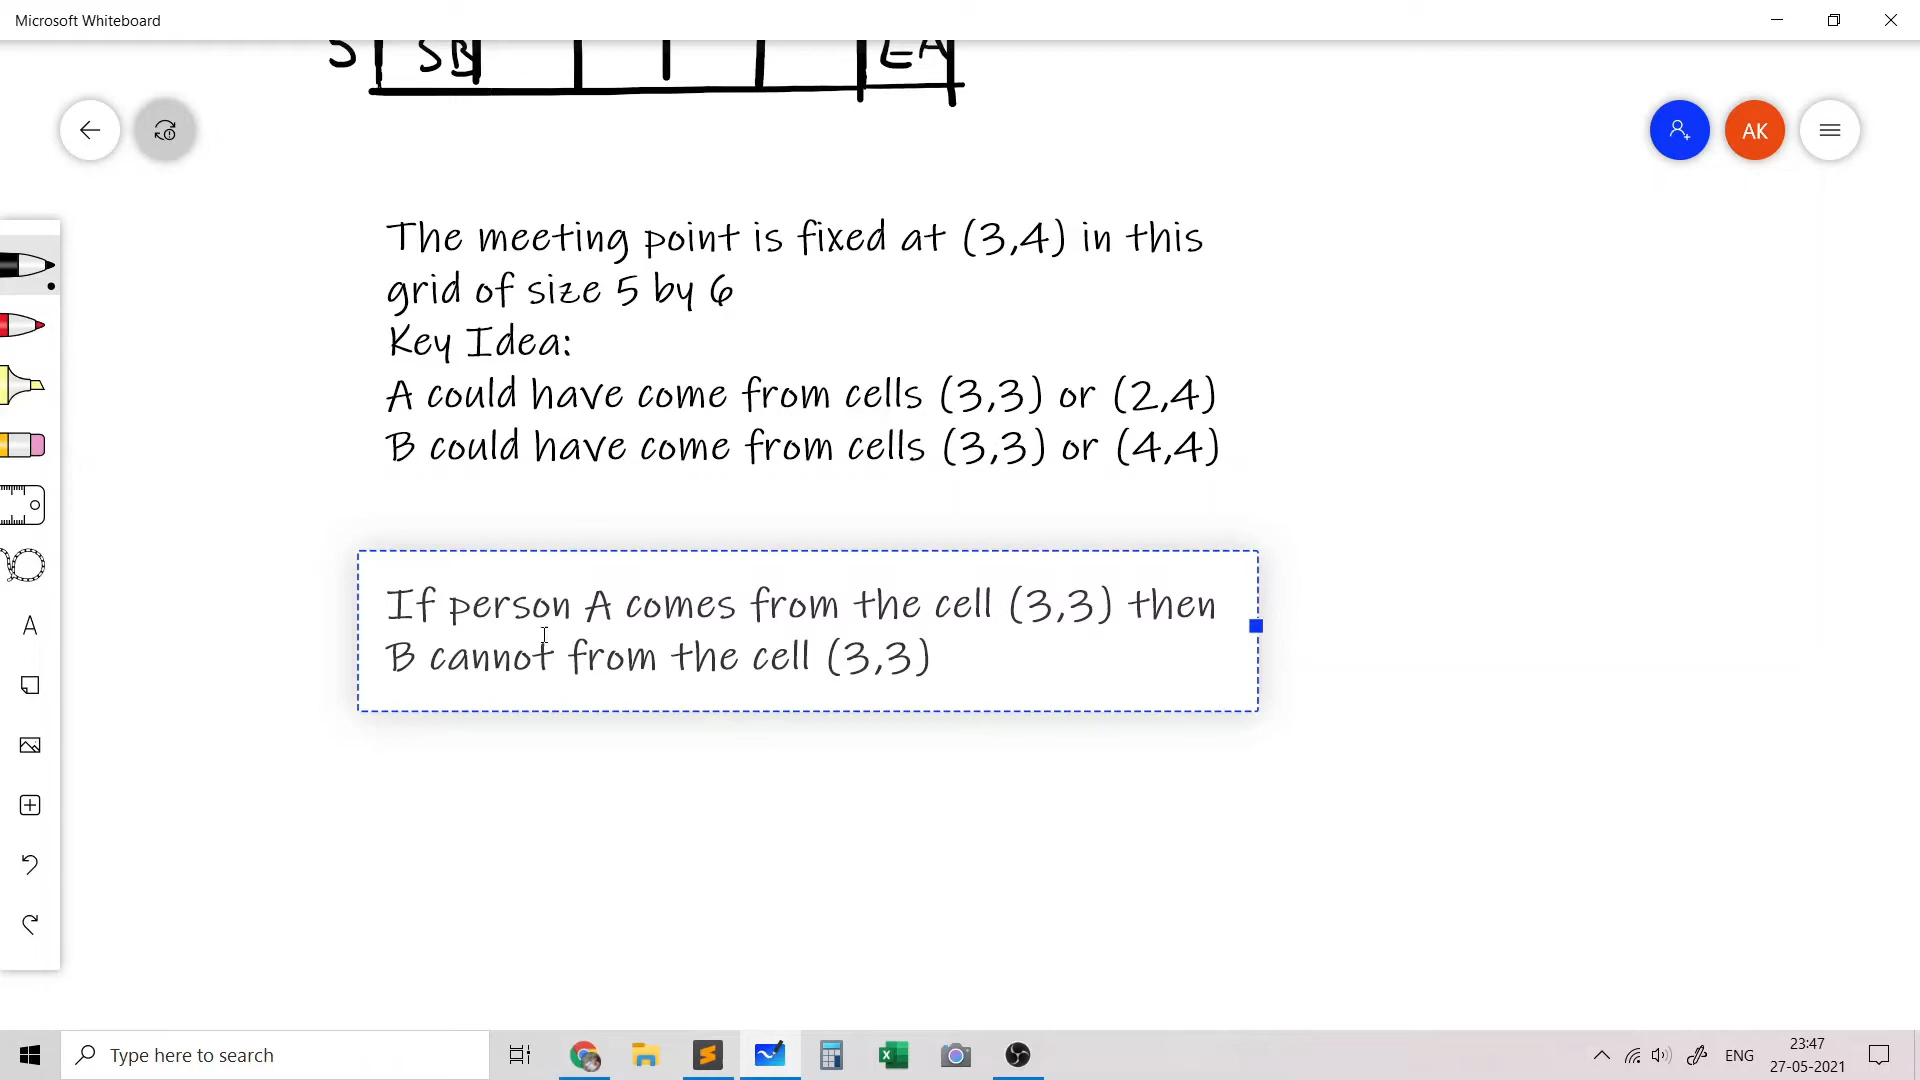 Microsoft Whiteboard
5 SB EA
AK
The meeting point is fixed at (3,4) in this
grid of size 5 by 6
Key Idea:
A could have come from cells (3,3) or (2,4)
B could have come from cells (3,3) or (4,4)
If person A comes from the cell (3,3) then
B cannot from the cell (3,3)
A
Type here to search
ENG
23:47
27-05-2021